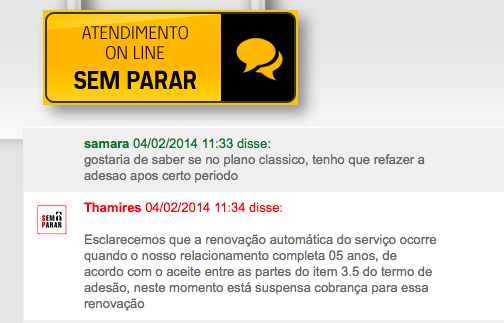 ATENDIMENTO
ON LINE
SEM PARAR
samara 04/02/2014 11:33 disse:
gostaria de saber se no plano classico, tenho que refazer a
adesao apos certo periodo
SEM
PARAR
Thamires 04/02/2014 11:34 disse:
Esclarecemos que a renovação automática do serviço ocorre
quando o nosso relacionamento completa 05 anos, de
acordo com o aceite entre as partes do item 3.5 do termo de
adesão, neste momento está suspensa cobrança para essa
renovação